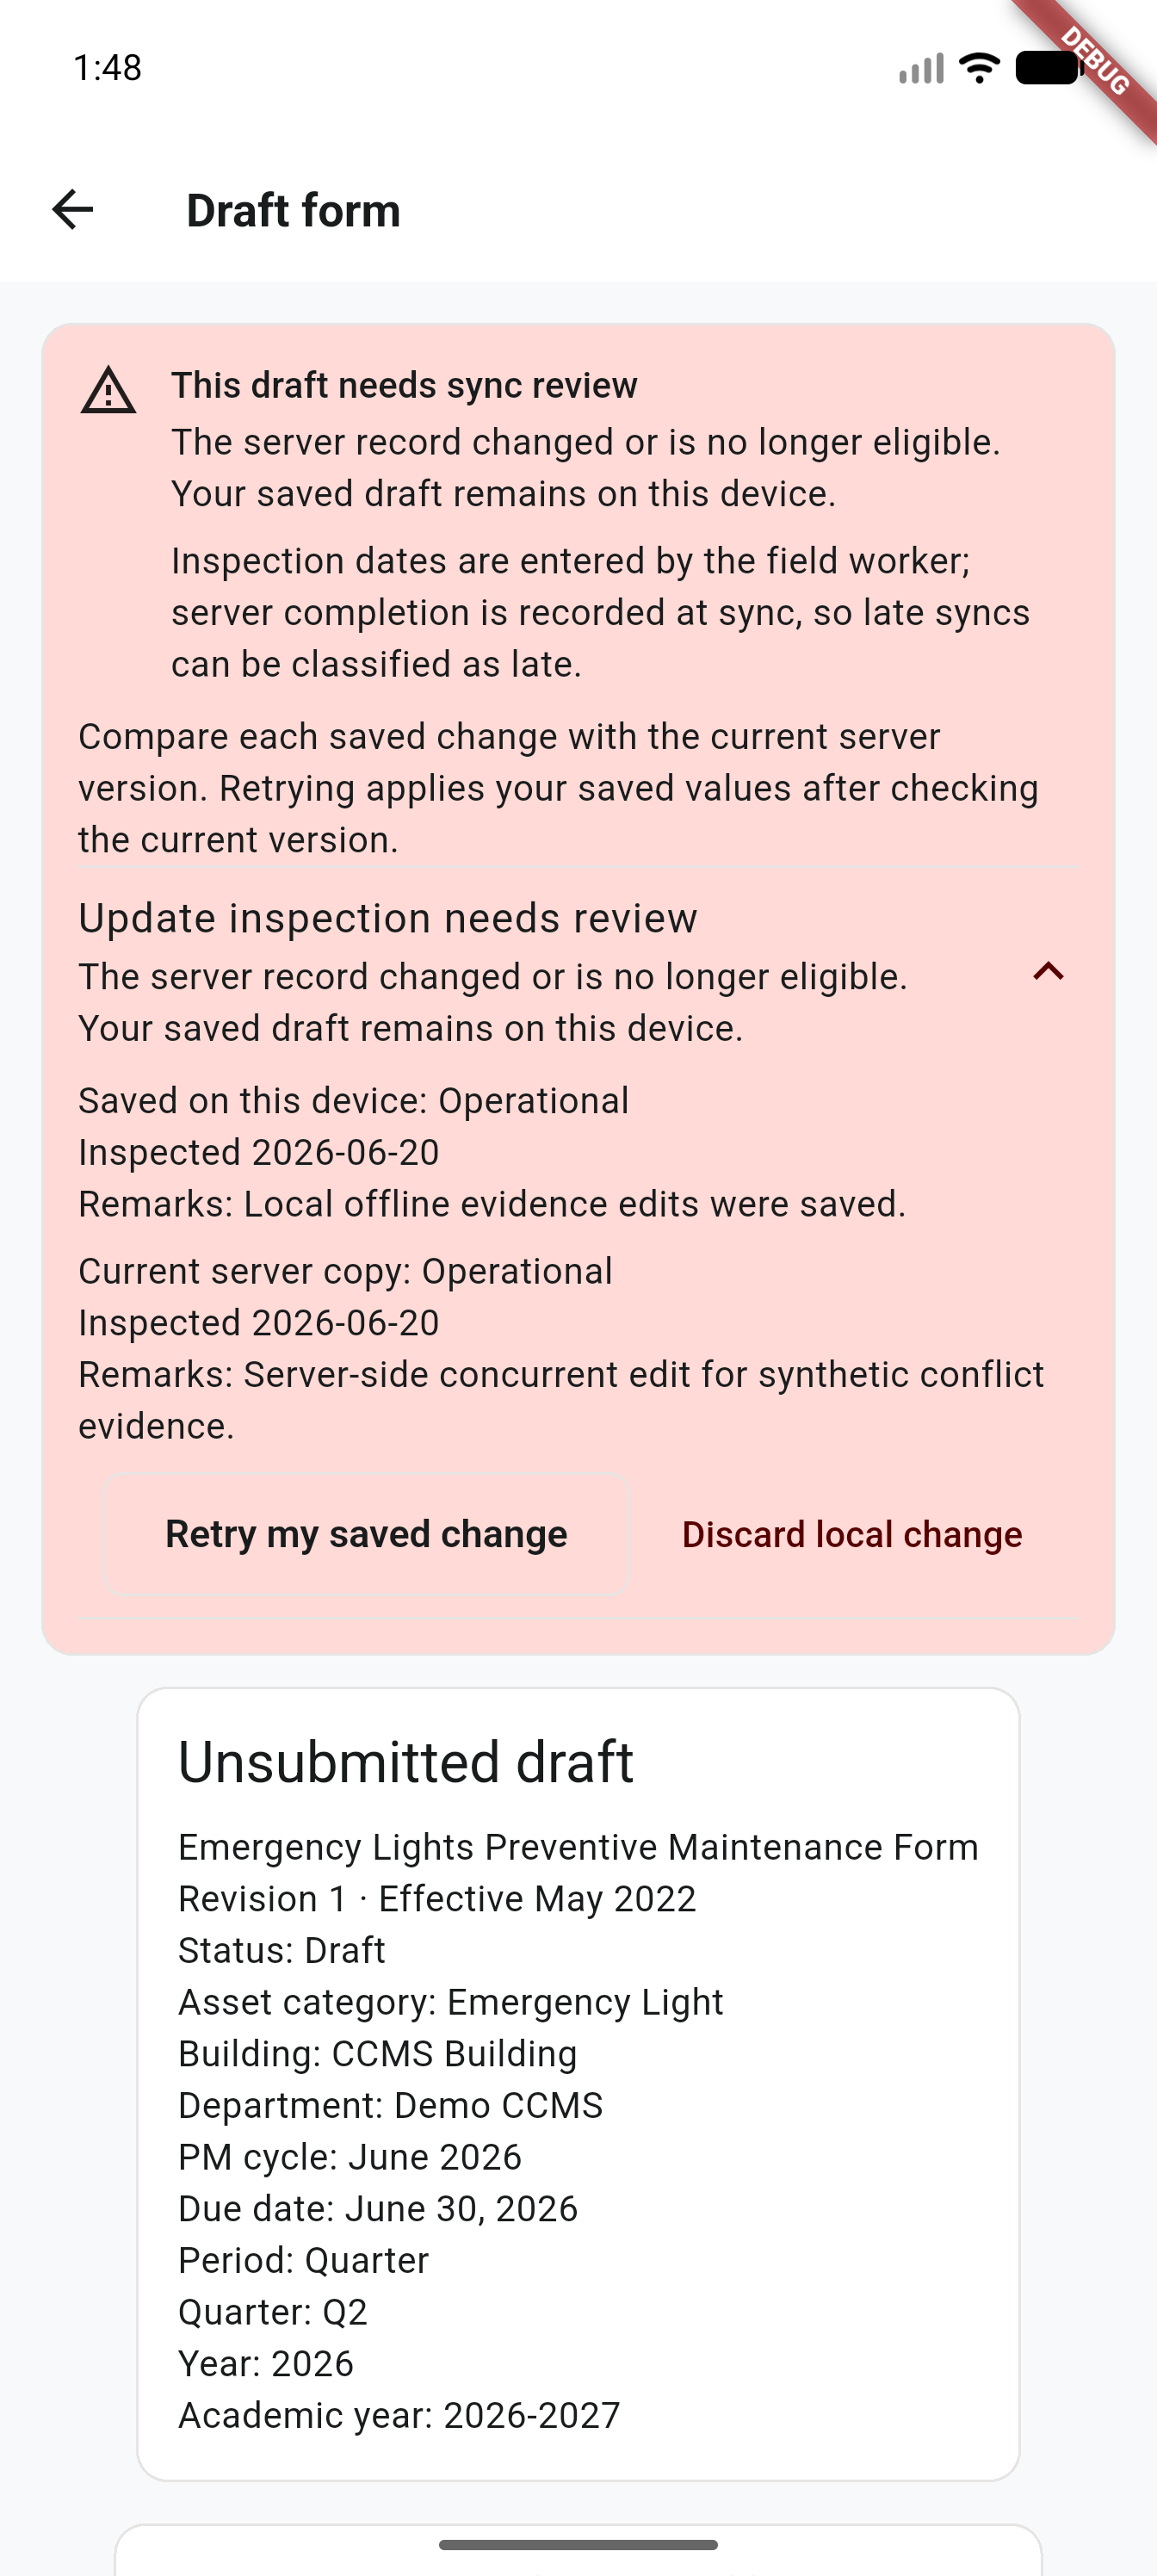 1:48
DEBUG
Draft form
This draft needs sync review
The server record changed or is no longer eligible.
Your saved draft remains on this device.
Inspection dates are entered by the field worker;
server completion is recorded at sync, so late syncs
can be classified as late.
Compare each saved change with the current server
version. Retrying applies your saved values after checking
the current version.
Update inspection needs review
The server record changed or is no longer eligible.
Your saved draft remains on this device.
Saved on this device: Operational
Inspected 2026-06-20
Remarks: Local offline evidence edits were saved.
Current server copy: Operational
Inspected 2026-06-20
Remarks: Server-side concurrent edit for synthetic conflict
evidence.
Retry my saved change
Discard local change
Unsubmitted draft
Emergency Lights Preventive Maintenance Form
Revision 1 · Effective May 2022
Status: Draft
Asset category: Emergency Light
Building: CCMS Building
Department: Demo CCMS
PM cycle: June 2026
Due date: June 30, 2026
Period: Quarter
Quarter: Q2
Year: 2026
Academic year: 2026-2027